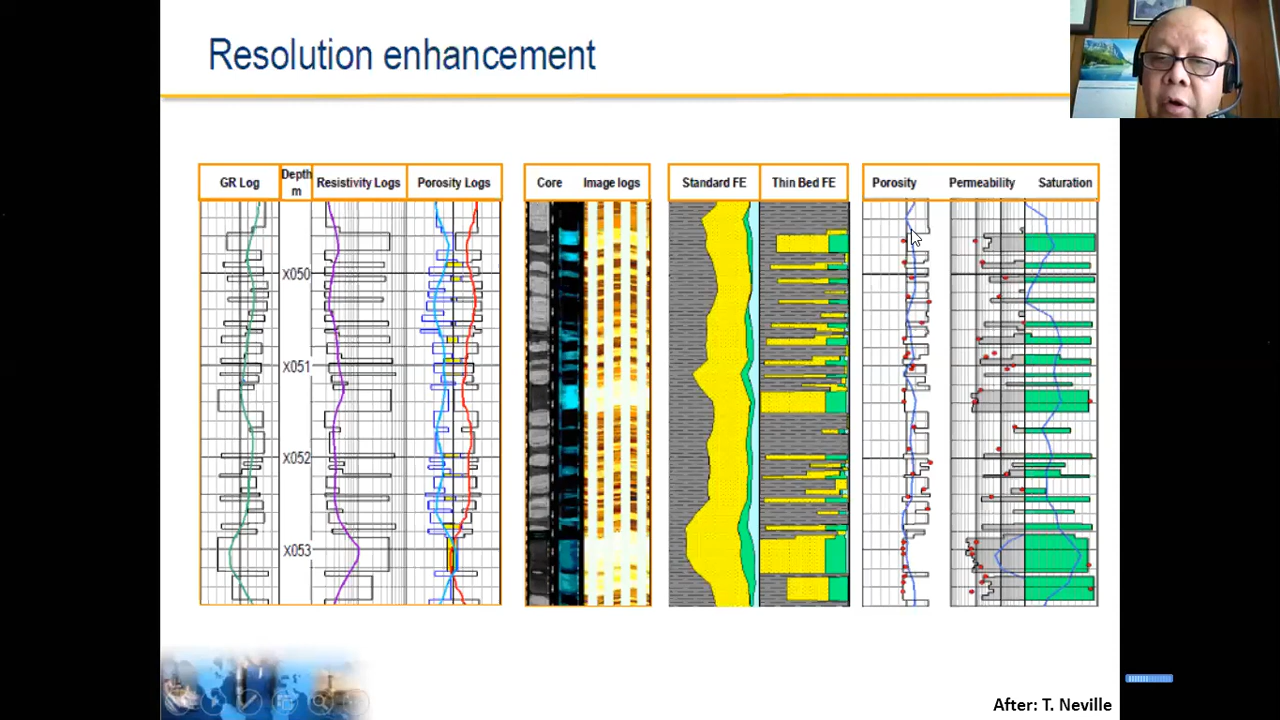 Resolution enhancement
GR Log
Depth
m
Resistivity Logs
Porosity Logs
Core
Image logs
Standard FE
Thin Bed FE
Porosity
Permeability
Saturation
X050
X051
X052
X053
After: T. Neville